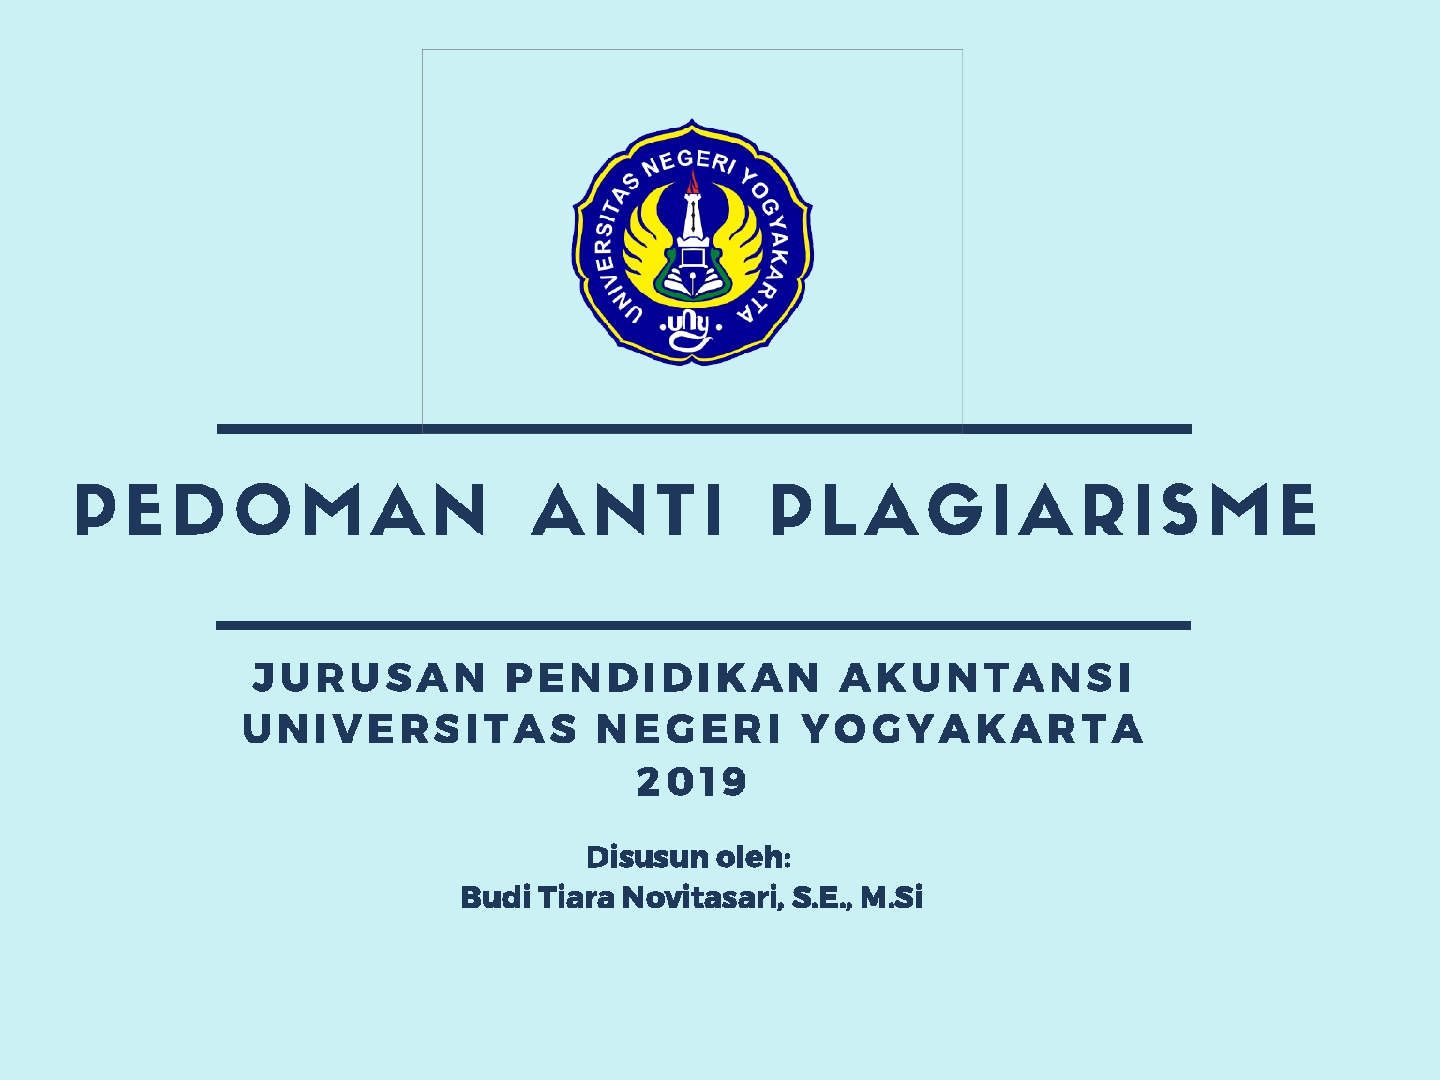 UNIVERSITAS NEGERI YOGYAKARTA
uny
PEDOMAN ANTI PLAGIARISME
JURUSAN PENDIDIKAN AKUNTANSI
UNIVERSITAS NEGERI YOGYAKARTA
2019
Disusun oleh:
Budi Tiara Novitasari, S.E., M.Si